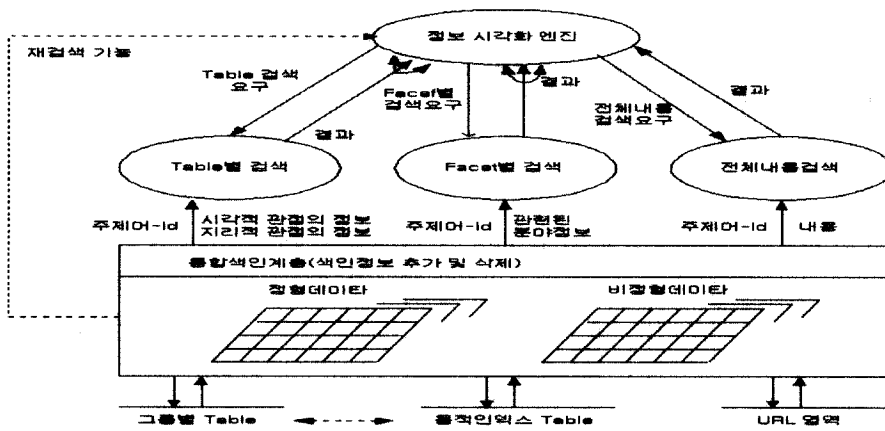 정보 시각화 엔진
재검색 기능
Table 검색
요구
결과
Facet별
검색요구
결과
전체내용
검색요구
결과
Table별 검색
Facet별 검색
전체내용검색
주제어-id
시각적 관점의 정보
지리적 관점의 정보
주제어-id
관련된
분야정보
주제어-id
내용
통합색인계층(색인정보 추가 및 삭제)
정형데이타
비정형데이타
그룹별 Table
동적인덱스 Table
URL 영역